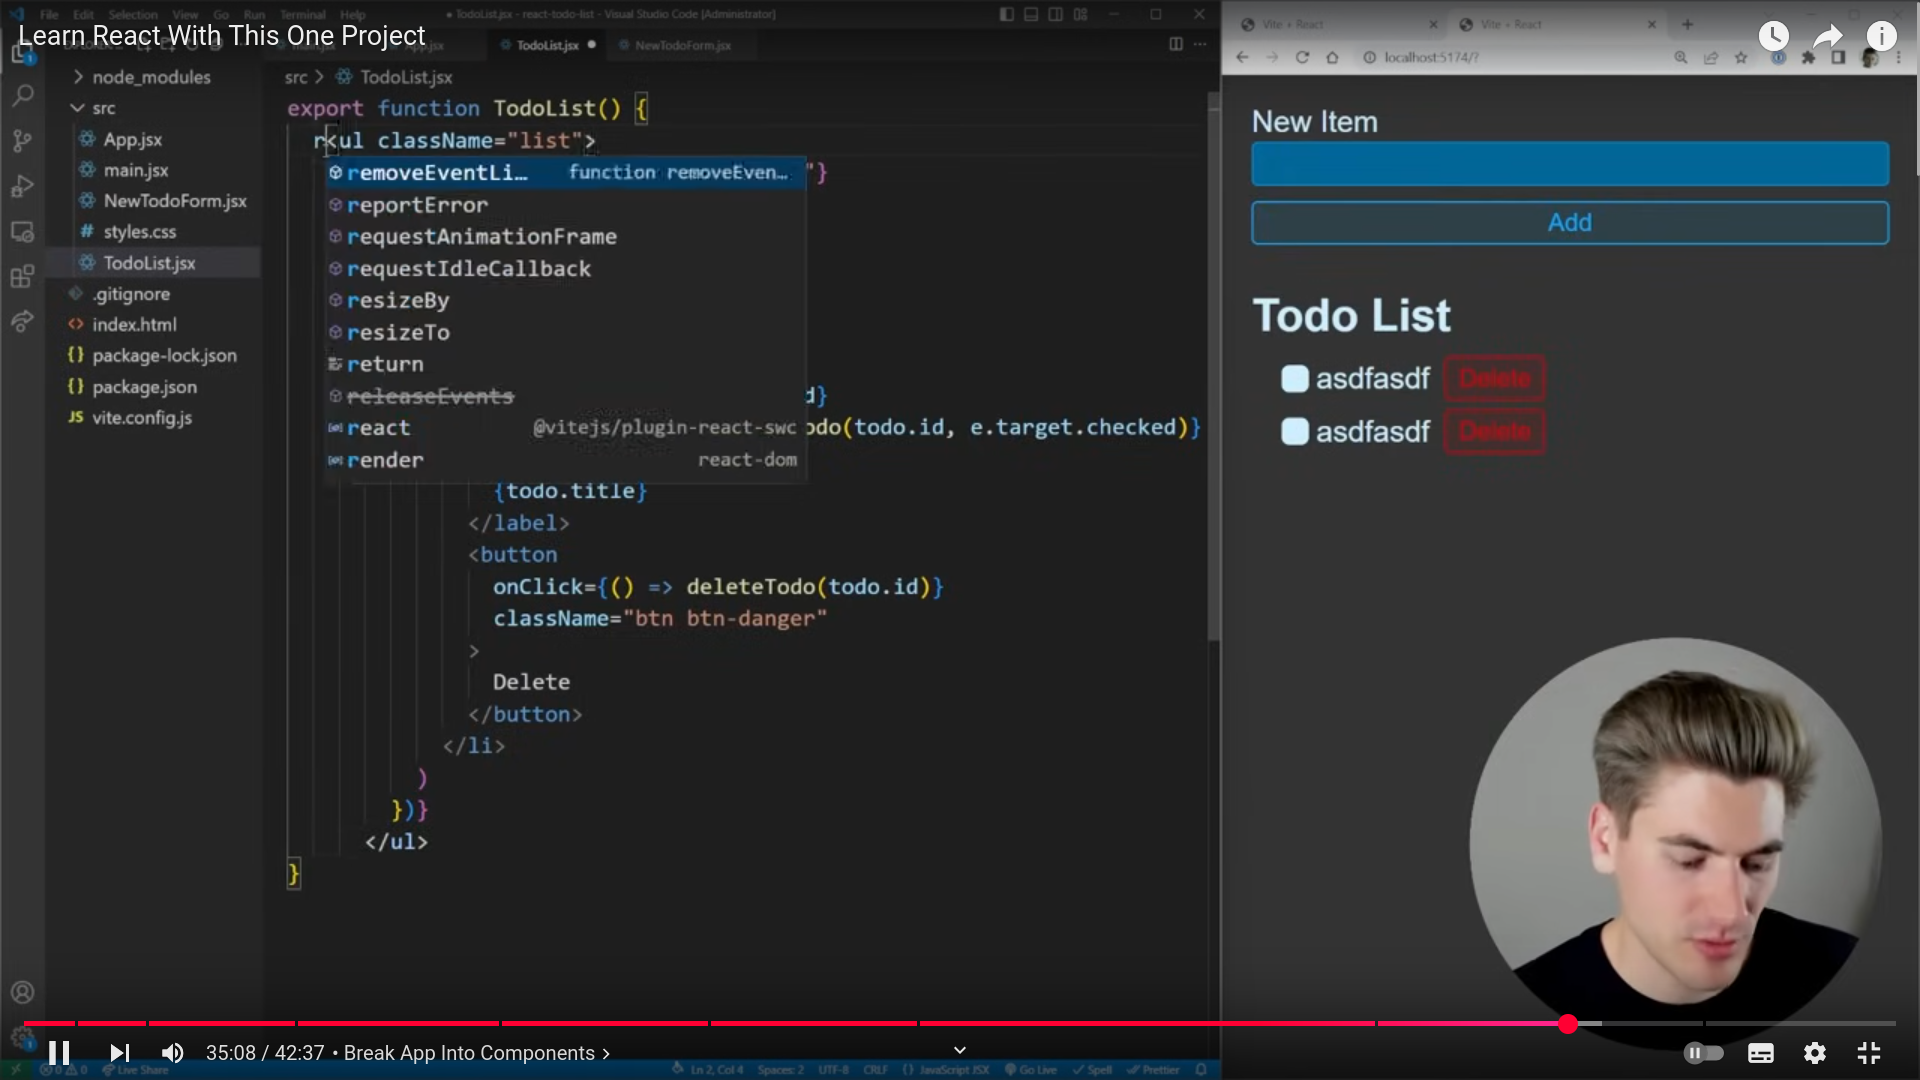 File Edit Selection View Go Run Terminal Help
TodoList.jsx - react-todo-list - Visual Studio Code [Administrator]
Vite + React
Vite + React
Learn React With This One Project
TodoList.jsx
NewTodoForm.jsx
localhost:5174/?
node_modules
src
App.jsx
main.jsx
NewTodoForm.jsx
styles.css
TodoList.jsx
.gitignore
index.html
package-lock.json
package.json
vite.config.js
src > TodoList.jsx
export function TodoList() {
r<ul className="list">
removeEventLi… function removeEven…
"}
reportError
requestAnimationFrame
requestIdleCallback
resizeBy
resizeTo
return
releaseEvents
d}
react @vitejs/plugin-react-swc
odo(todo.id, e.target.checked)}
render react-dom
{todo.title}
</label>
<button
onClick={() => deleteTodo(todo.id)}
className="btn btn-danger"
>
Delete
</button>
</li>
)
})}
</ul>
}
New Item
Add
Todo List
asdfasdf Delete
asdfasdf Delete
35:08 / 42:37 • Break App Into Components >
0 0 Live Share
Ln 2, Col 4 Spaces: 2 UTF-8 CRLF {} JavaScript JSX Go Live Spell Prettier